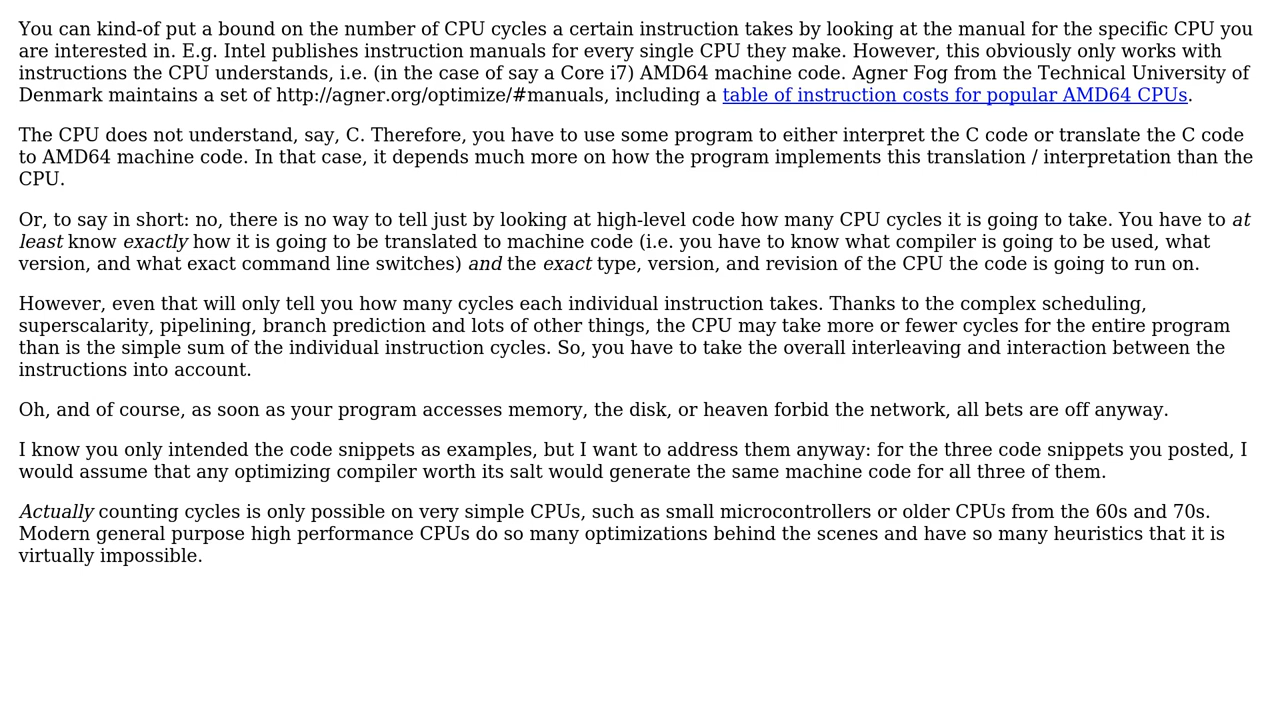 You can kind-of put a bound on the number of CPU cycles a certain instruction takes by looking at the manual for the specific CPU you
are interested in. E.g. Intel publishes instruction manuals for every single CPU they make. However, this obviously only works with
instructions the CPU understands, i.e. (in the case of say a Core i7) AMD64 machine code. Agner Fog from the Technical University of
Denmark maintains a set of http://agner.org/optimize/#manuals, including a table of instruction costs for popular AMD64 CPUs.
The CPU does not understand, say, C. Therefore, you have to use some program to either interpret the C code or translate the C code
to AMD64 machine code. In that case, it depends much more on how the program implements this translation / interpretation than the
CPU.
Or, to say in short: no, there is no way to tell just by looking at high-level code how many CPU cycles it is going to take. You have to at
least know exactly how it is going to be translated to machine code (i.e. you have to know what compiler is going to be used, what
version, and what exact command line switches) and the exact type, version, and revision of the CPU the code is going to run on.
However, even that will only tell you how many cycles each individual instruction takes. Thanks to the complex scheduling,
superscalarity, pipelining, branch prediction and lots of other things, the CPU may take more or fewer cycles for the entire program
than is the simple sum of the individual instruction cycles. So, you have to take the overall interleaving and interaction between the
instructions into account.
Oh, and of course, as soon as your program accesses memory, the disk, or heaven forbid the network, all bets are off anyway.
I know you only intended the code snippets as examples, but I want to address them anyway: for the three code snippets you posted, I
would assume that any optimizing compiler worth its salt would generate the same machine code for all three of them.
Actually counting cycles is only possible on very simple CPUs, such as small microcontrollers or older CPUs from the 60s and 70s.
Modern general purpose high performance CPUs do so many optimizations behind the scenes and have so many heuristics that it is
virtually impossible.